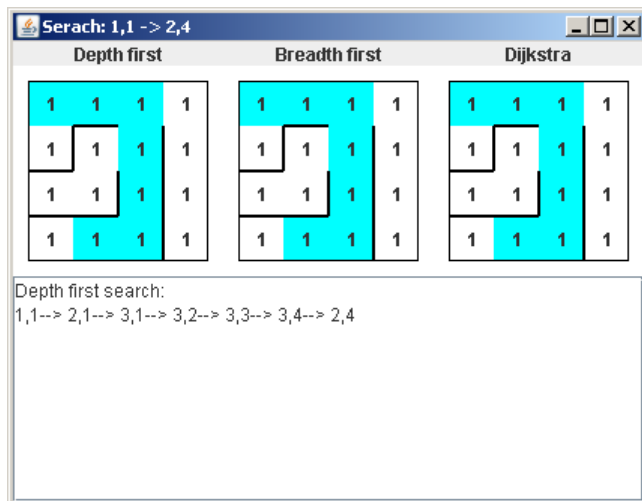 Serach: 1,1 -> 2,4
Depth first Breadth first Dijkstra
1 1 1 1 1 1 1 1 1 1 1 1
1 1 1 1 1 1 1 1 1 1 1 1
1 1 1 1 1 1 1 1 1 1 1 1
1 1 1 1 1 1 1 1 1 1 1 1
Depth first search:
1,1--> 2,1--> 3,1--> 3,2--> 3,3--> 3,4--> 2,4